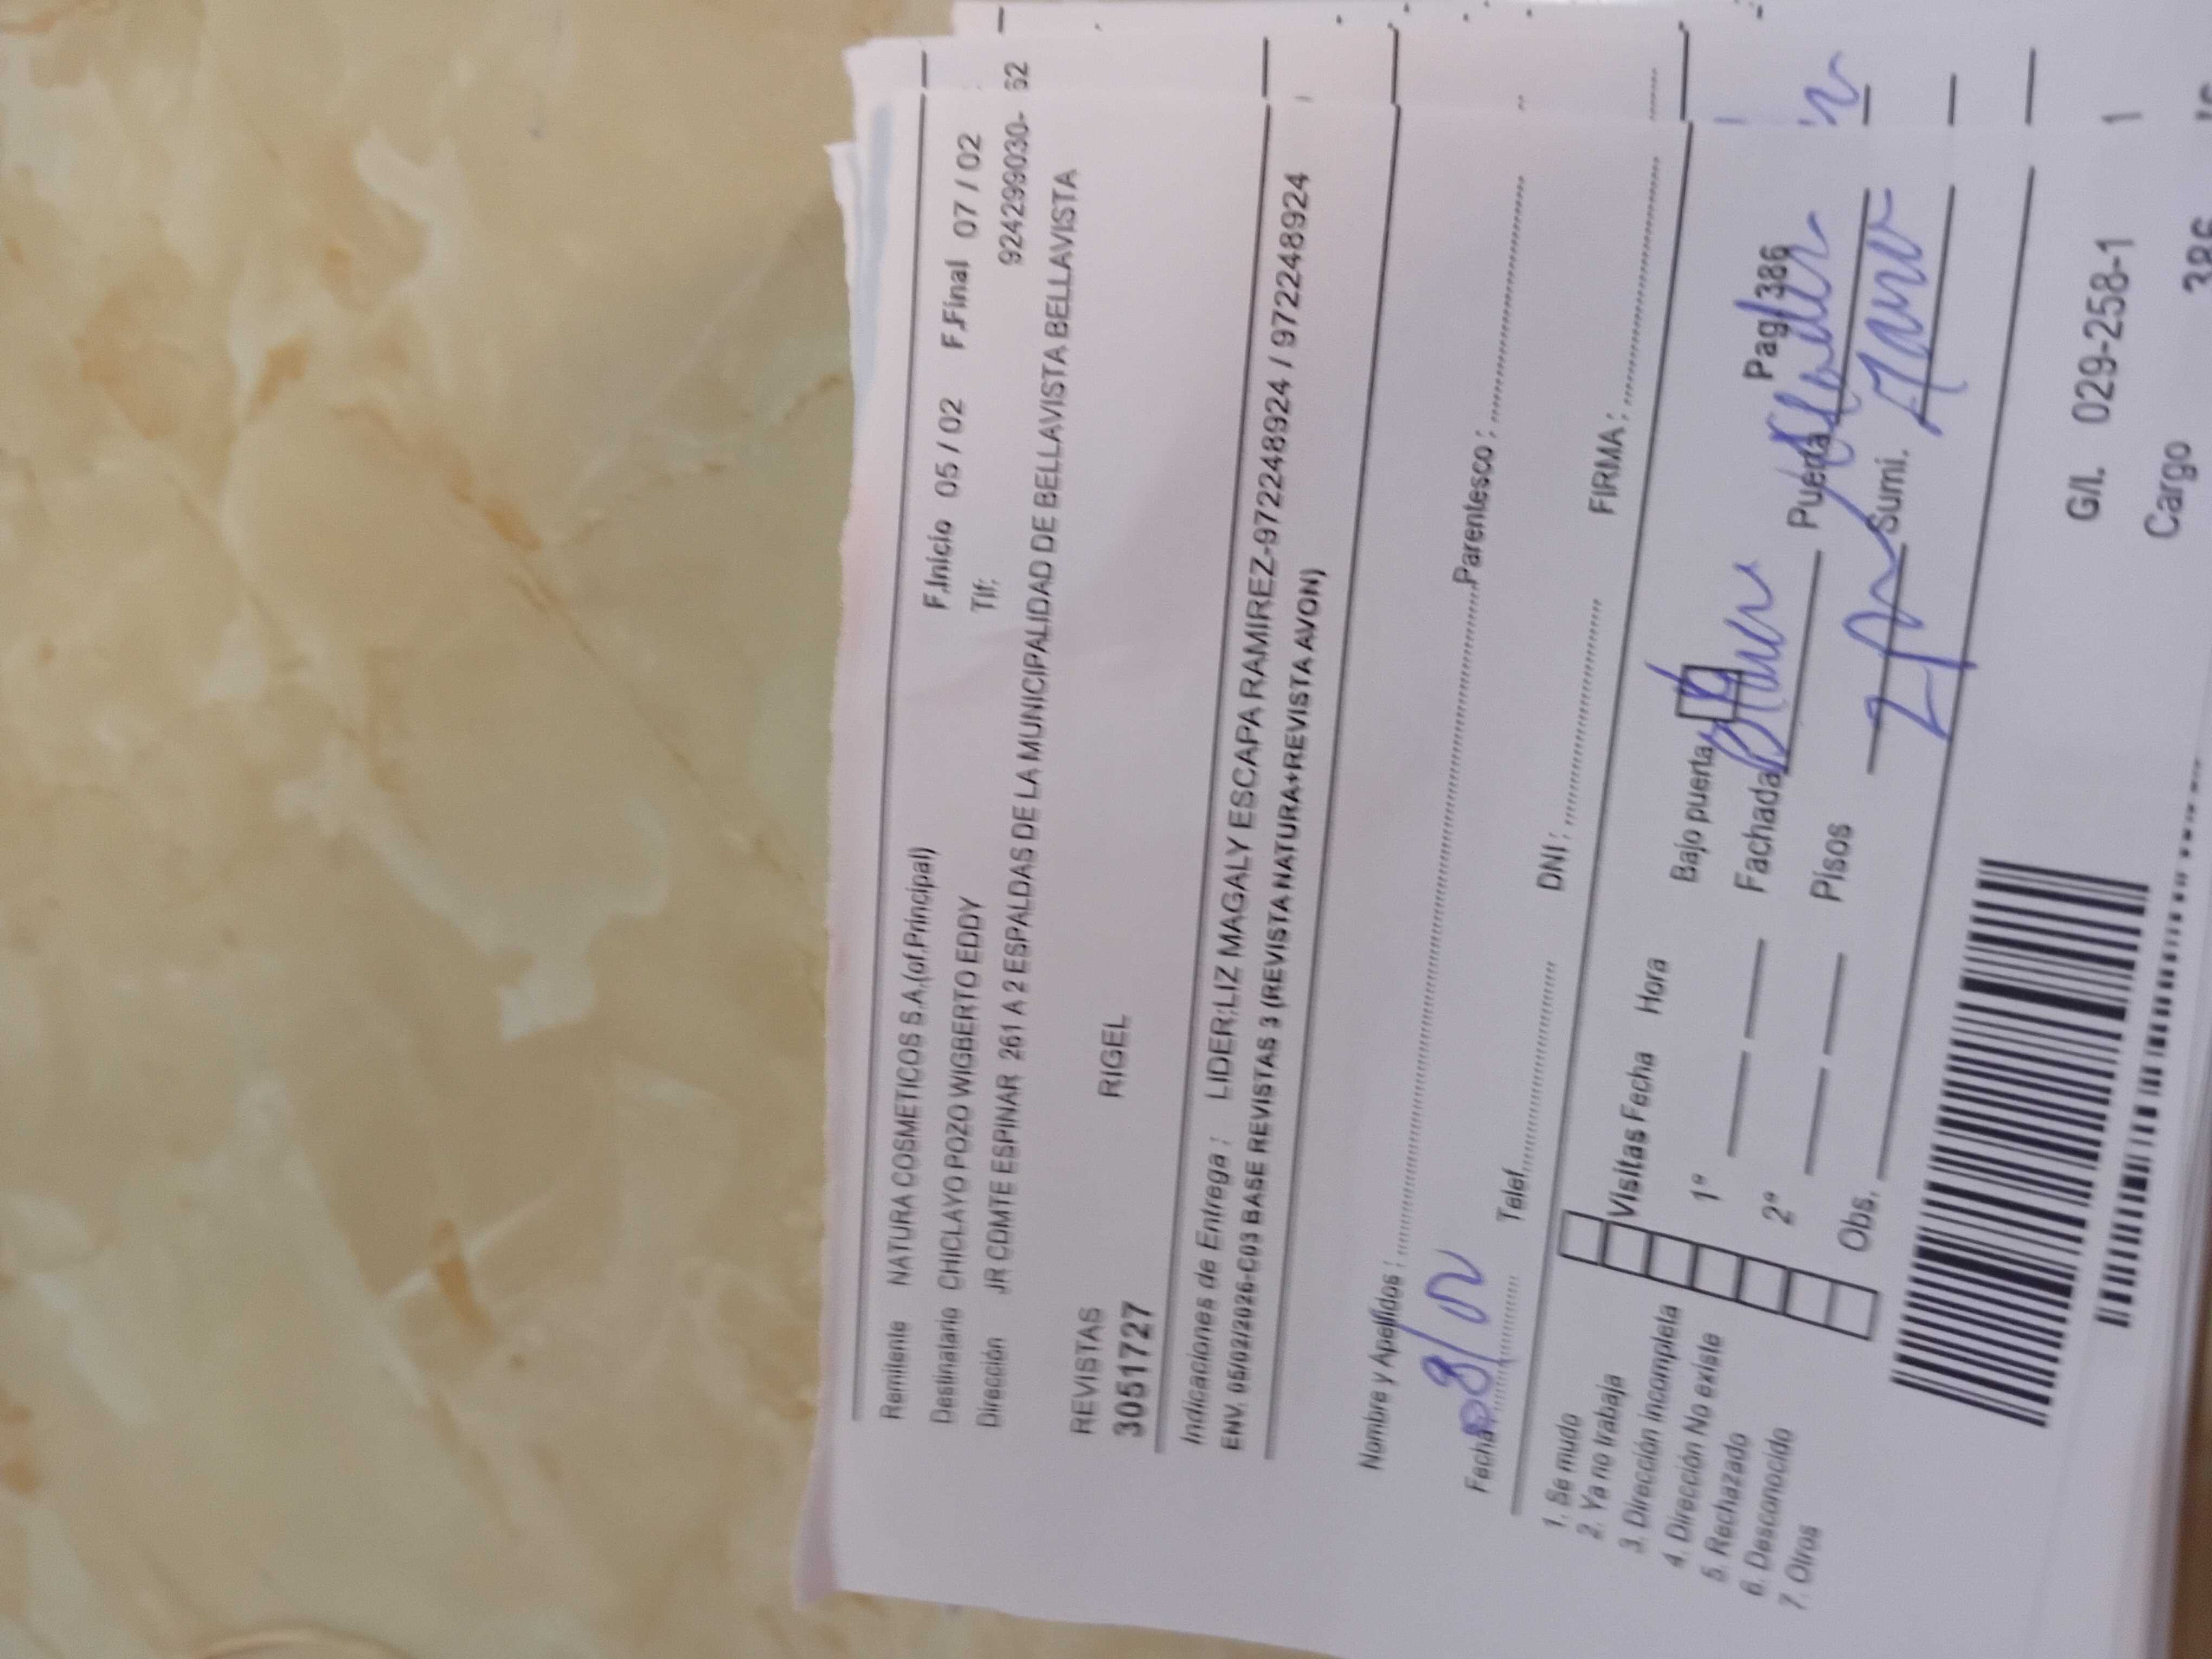 Remitente NATURA COSMETICOS S.A.(of.Principal) F.Inicio 05 / 02 F.Final 07 / 02
Destinatario CHICLAYO POZO WIGBERTO EDDY Tlf: 924299030-
Dirección JR CDMTE ESPINAR 261 A 2 ESPALDAS DE LA MUNICIPALIDAD DE BELLAVISTA BELLAVISTA
REVISTAS
3051727 RIGEL
Indicaciones de Entrega : LIDER:LIZ MAGALY ESCAPA RAMIREZ-972248924 / 972248924
ENV. 05/02/2026-C03 BASE REVISTAS 3 (REVISTA NATURA+REVISTA AVON)
Nombre y Apellidos : Parentesco :
Fecha Telef. DNI : FIRMA :
1. Se mudo
2. Ya no trabaja
3. Dirección incompleta
4. Dirección No existe
5. Rechazado
6. Desconocido
7. Otros
Visitas Fecha Hora Bajo puerta
1º Fachada Pag/386
2º Pisos Puerta
Obs. Sumi.
G/L 029-258-1 1
Cargo 386